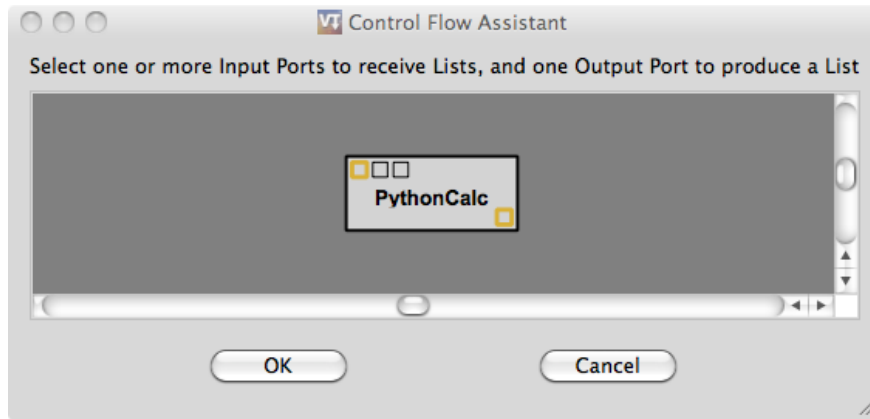 VT Control Flow Assistant
Select one or more Input Ports to receive Lists, and one Output Port to produce a List
PythonCalc
OK
Cancel